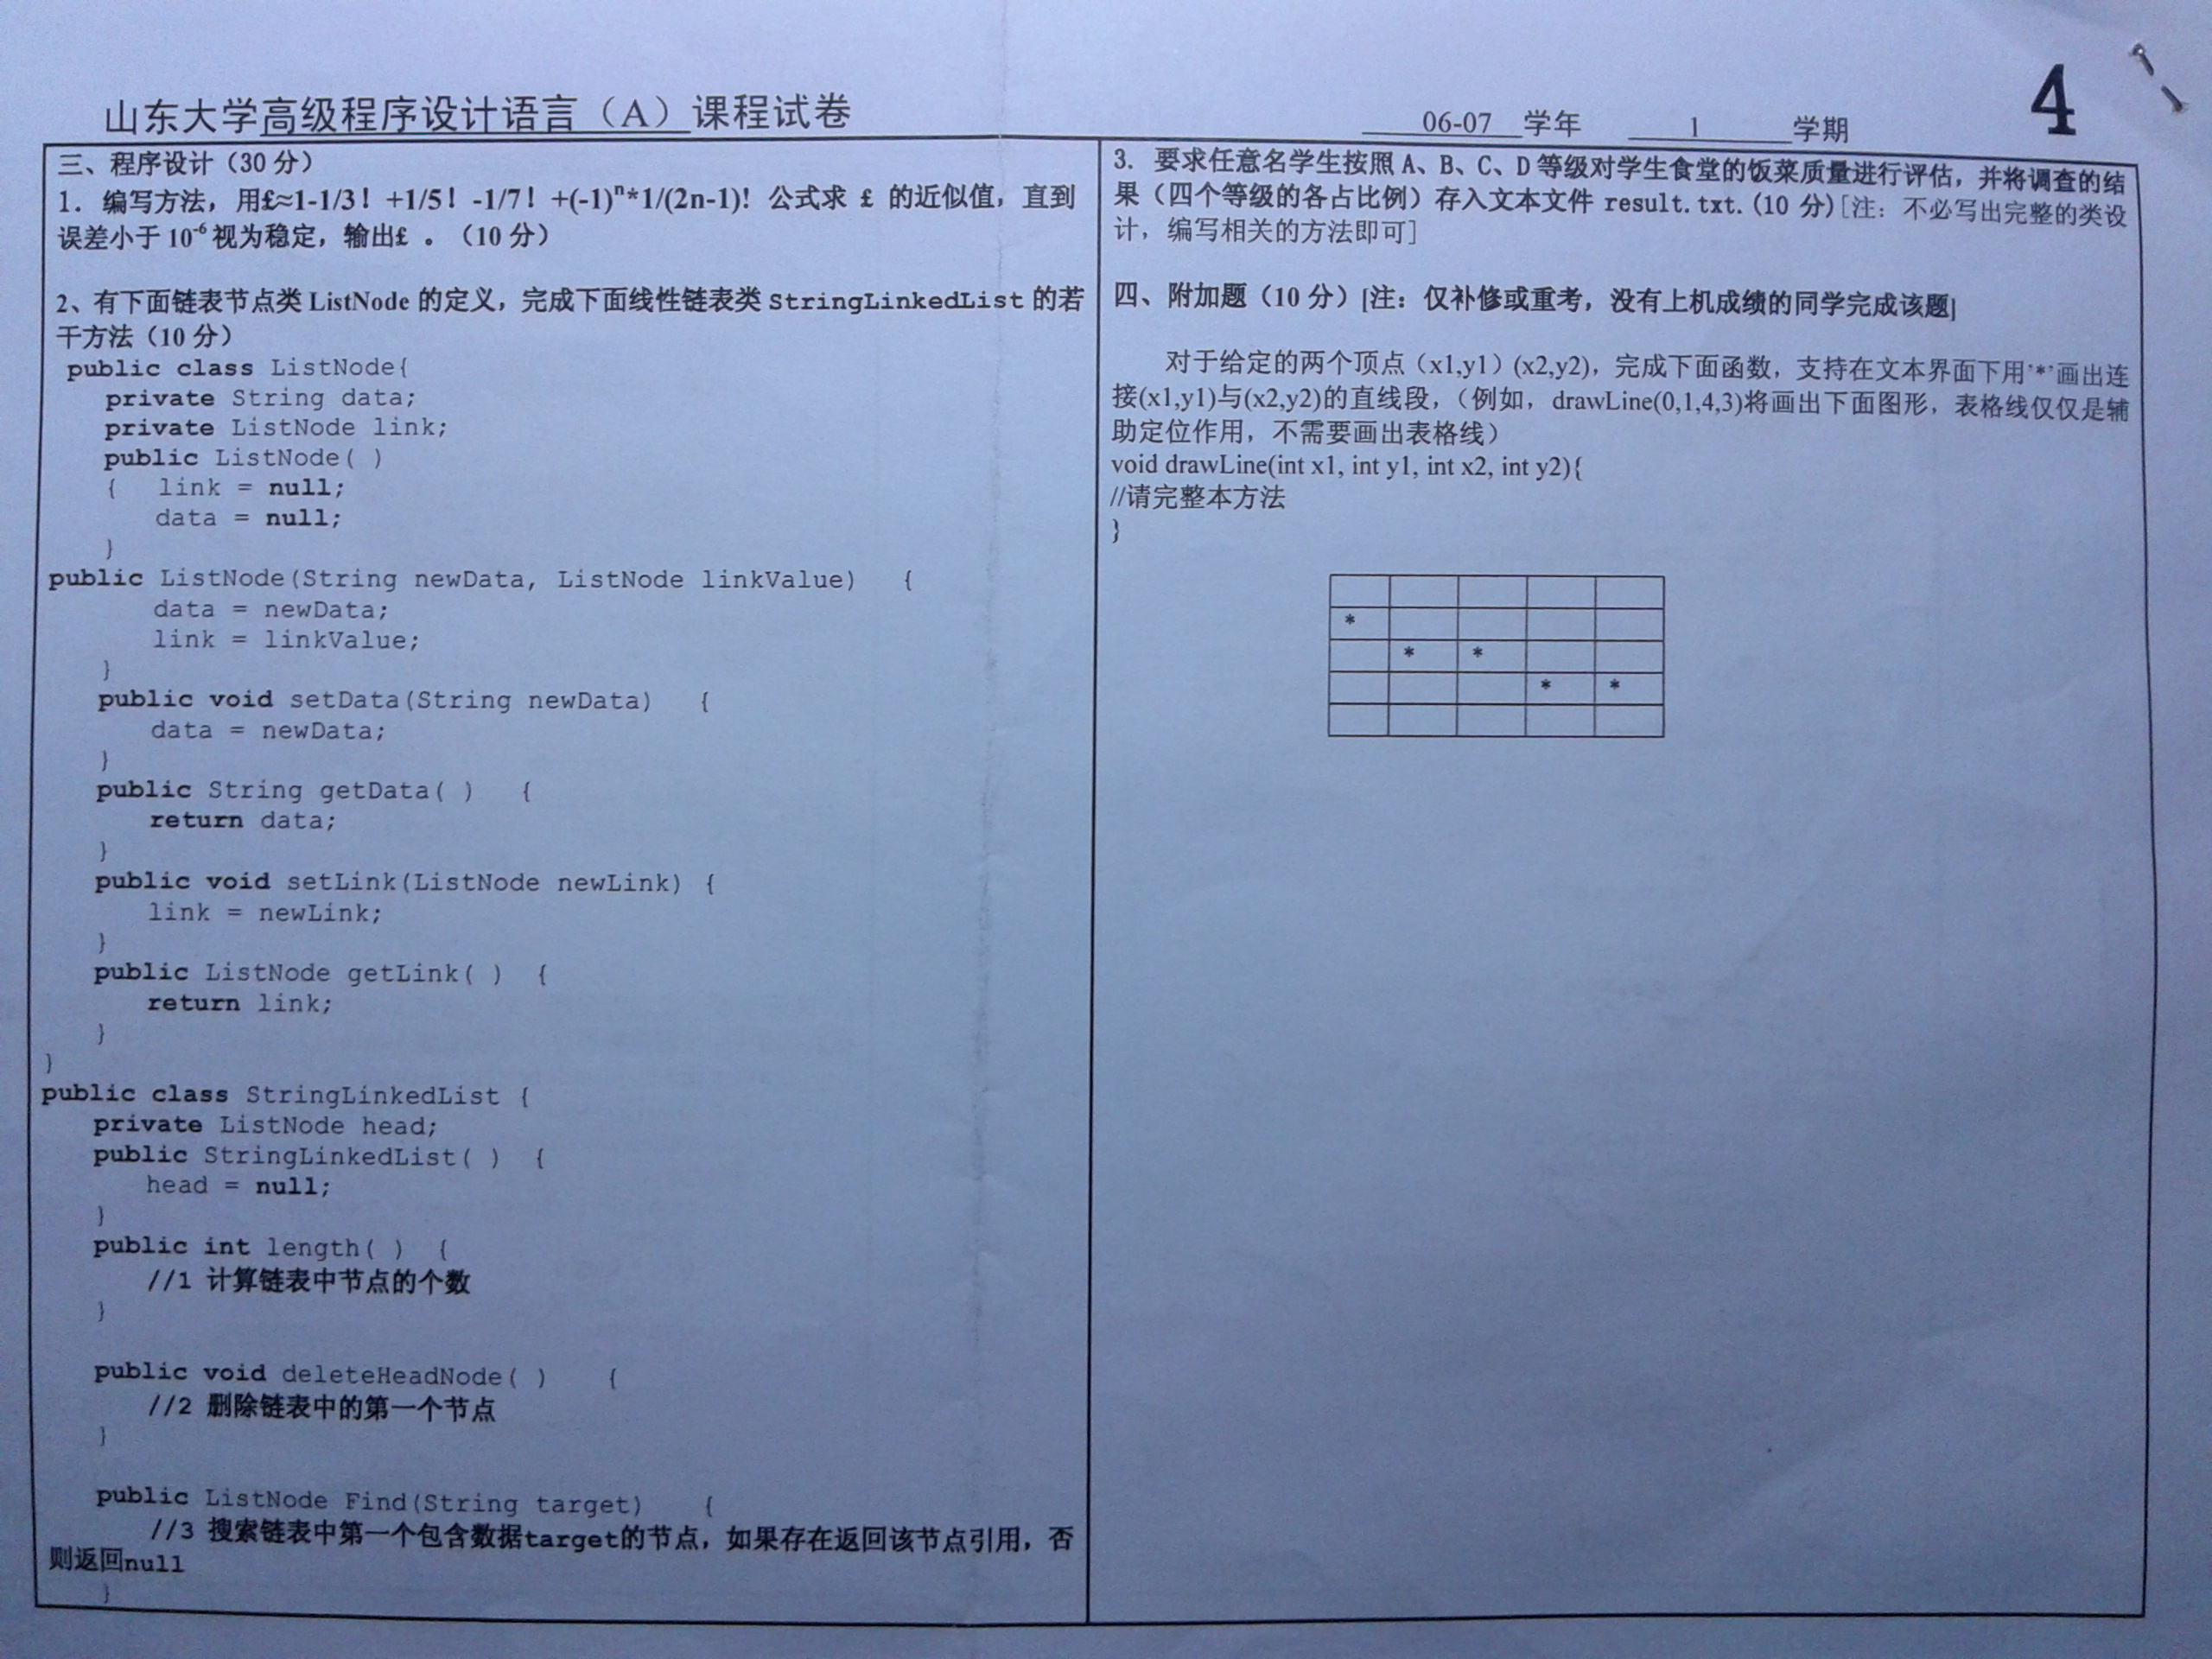 山东大学高级程序设计语言（A）课程试卷
06-07 学年 1 学期
4
三、程序设计（30 分）
1. 编写方法，用£≈1-1/3！+1/5！-1/7！+(-1)ⁿ*1/(2n-1)! 公式求 £ 的近似值，直到
误差小于 10⁻⁶ 视为稳定，输出£ 。（10 分）
2、有下面链表节点类 ListNode 的定义，完成下面线性链表类 StringLinkedList 的若
干方法（10 分）
public class ListNode{
private String data;
private ListNode link;
public ListNode( )
{ link = null;
data = null;
}
public ListNode(String newData, ListNode linkValue) {
data = newData;
link = linkValue;
}
public void setData(String newData) {
data = newData;
}
public String getData( ) {
return data;
}
public void setLink(ListNode newLink) {
link = newLink;
}
public ListNode getLink( ) {
return link;
}
}
public class StringLinkedList {
private ListNode head;
public StringLinkedList( ) {
head = null;
}
public int length( ) {
//1 计算链表中节点的个数
}
public void deleteHeadNode( ) {
//2 删除链表中的第一个节点
}
public ListNode Find(String target) {
//3 搜索链表中第一个包含数据target的节点，如果存在返回该节点引用，否
则返回null
}
3. 要求任意名学生按照 A、B、C、D 等级对学生食堂的饭菜质量进行评估，并将调查的结
果（四个等级的各占比例）存入文本文件 result.txt.(10 分)[注：不必写出完整的类设
计，编写相关的方法即可]
四、附加题（10 分）[注：仅补修或重考，没有上机成绩的同学完成该题]
对于给定的两个顶点（x1,y1）(x2,y2)，完成下面函数，支持在文本界面下用'*'画出连
接(x1,y1)与(x2,y2)的直线段，（例如，drawLine(0,1,4,3)将画出下面图形，表格线仅仅是辅
助定位作用，不需要画出表格线）
void drawLine(int x1, int y1, int x2, int y2){
//请完整本方法
}
*
* *
* *